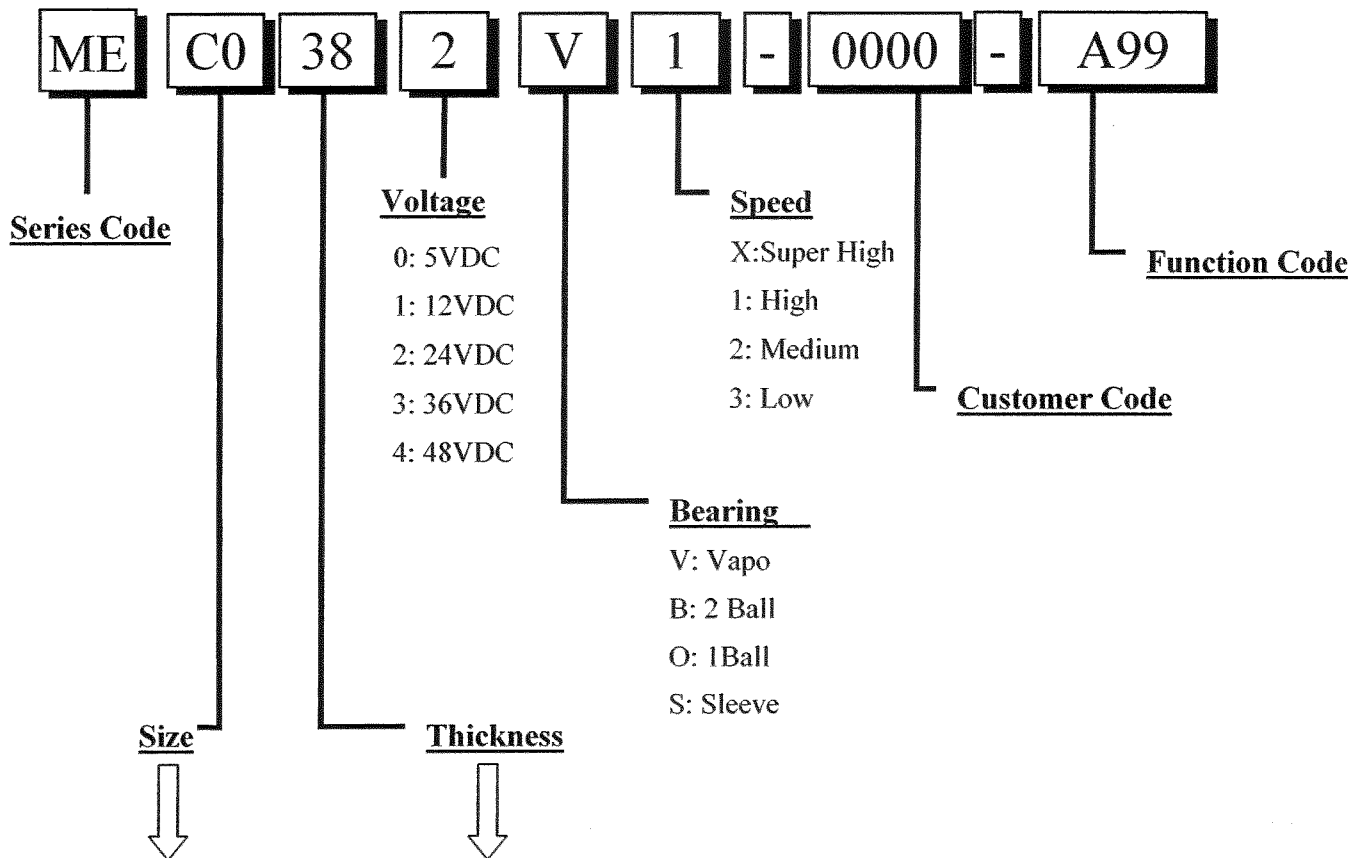 ME C0 38 2 V 1 - 0000 - A99
Series Code
Voltage
0: 5VDC
1: 12VDC
2: 24VDC
3: 36VDC
4: 48VDC
Speed
X:Super High
1: High
2: Medium
3: Low
Function Code
Customer Code
Bearing
V: Vapo
B: 2 Ball
O: 1Ball
S: Sleeve
Size
Thickness